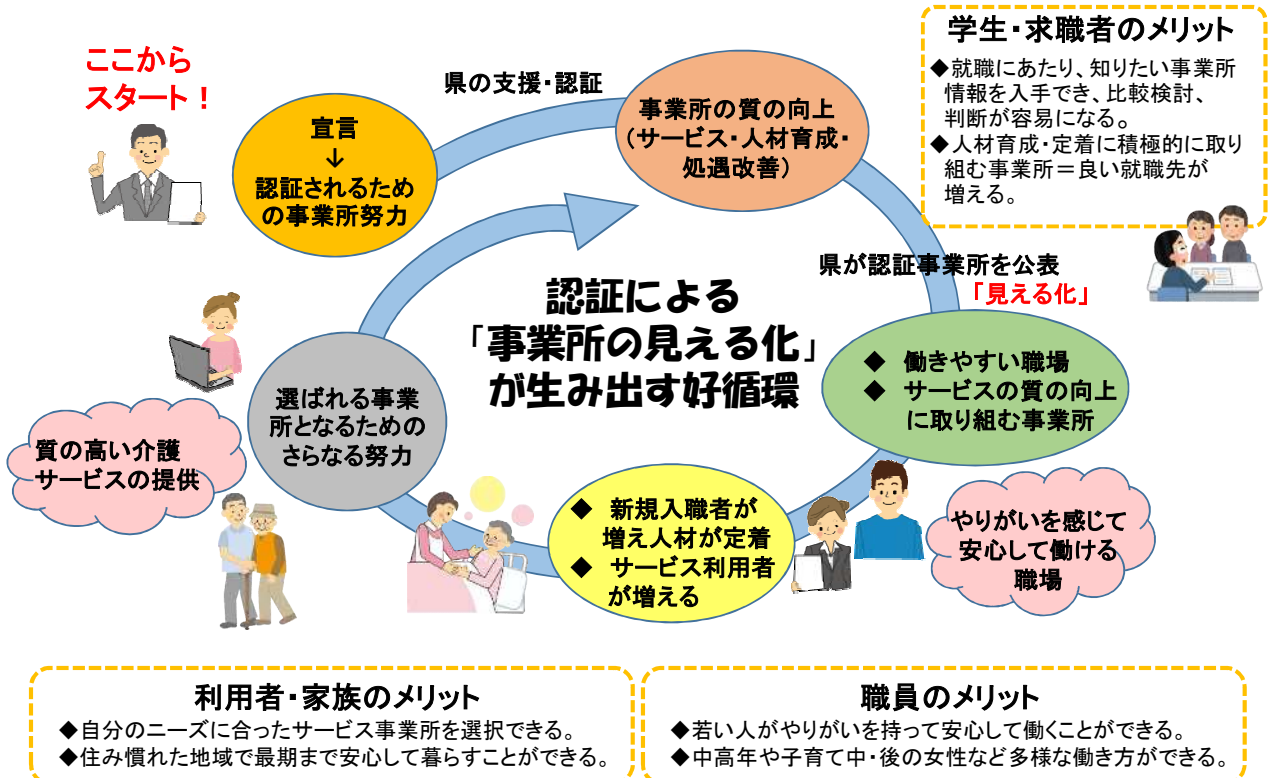 ここから
スタート！
県の支援・認証
宣言
↓
認証されるため
の事業所努力
事業所の質の向上
（サービス・人材育成・
処遇改善）
学生・求職者のメリット
◆就職にあたり、知りたい事業所
情報を入手でき、比較検討、
判断が容易になる。
◆人材育成・定着に積極的に取り
組む事業所＝良い就職先が
増える。
県が認証事業所を公表
「見える化」
認証による
「事業所の見える化」
が生み出す好循環
◆ 働きやすい職場
◆ サービスの質の向上
に取り組む事業所
選ばれる事業
所となるための
さらなる努力
質の高い介護
サービスの提供
◆ 新規入職者が
増え人材が定着
◆ サービス利用者
が増える
やりがいを感じて
安心して働ける
職場
利用者・家族のメリット
◆自分のニーズに合ったサービス事業所を選択できる。
◆住み慣れた地域で最期まで安心して暮らすことができる。
職員のメリット
◆若い人がやりがいを持って安心して働くことができる。
◆中高年や子育て中・後の女性など多様な働き方ができる。